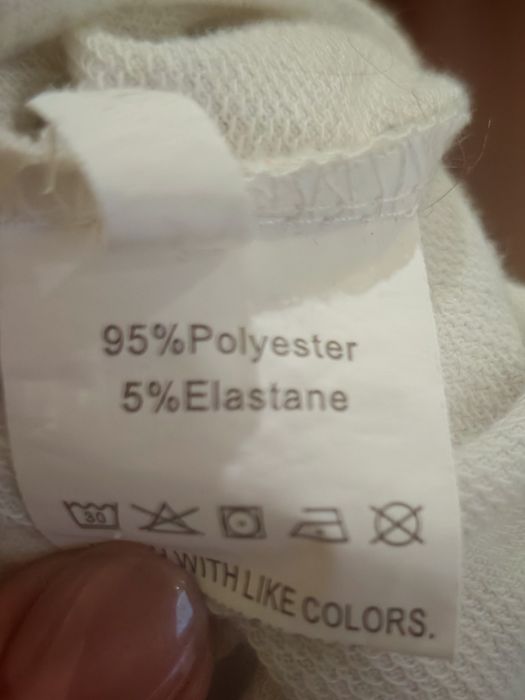 95%Polyester
5%Elastane
30
WITH LIKE COLORS.